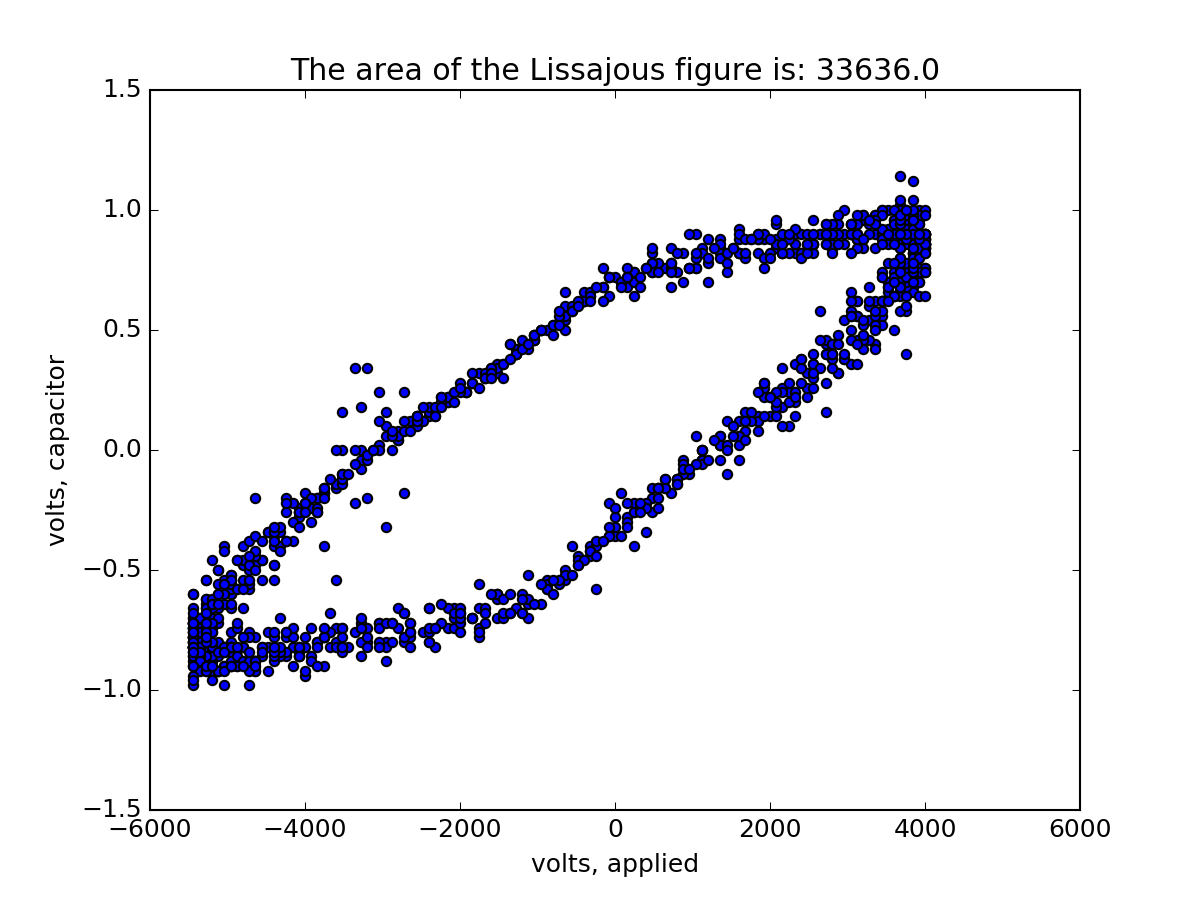 The area of the Lissajous figure is: 33636.0
1.5
1.0
0.5
0.0
−0.5
−1.0
−1.5
volts, capacitor
−6000 −4000 −2000 0 2000 4000 6000
volts, applied